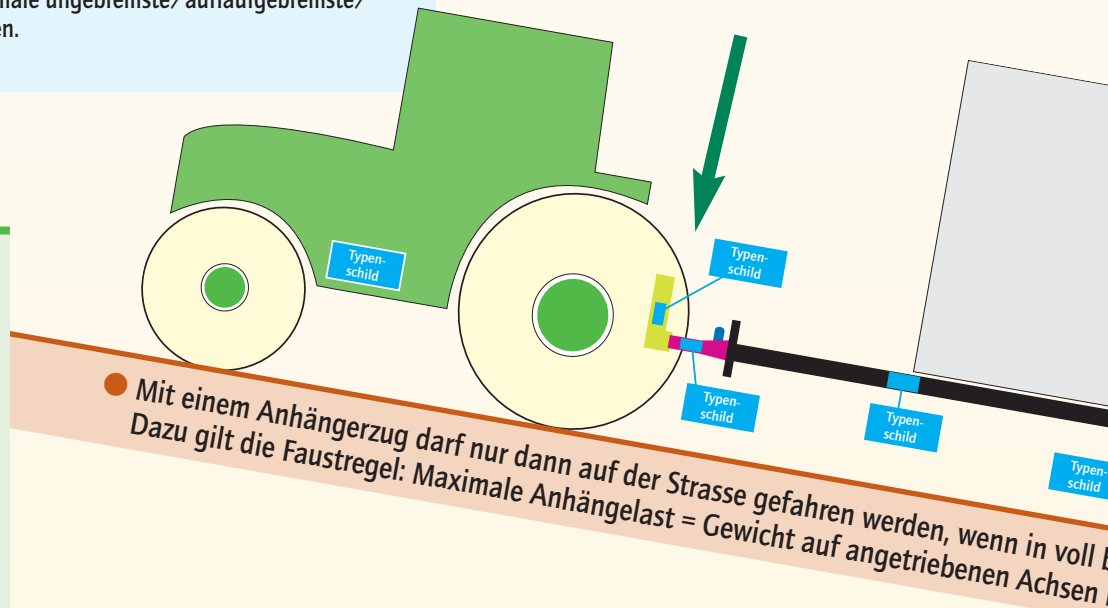 ungebremste/ auflaufgebremste/
en.
Typen-
schild
Typen-
schild
Typen-
schild
Typen-
schild
Typen-
schild
Mit einem Anhängerzug darf nur dann auf der Strasse gefahren werden, wenn in voll
Dazu gilt die Faustregel: Maximale Anhängelast = Gewicht auf angetriebenen Achsen